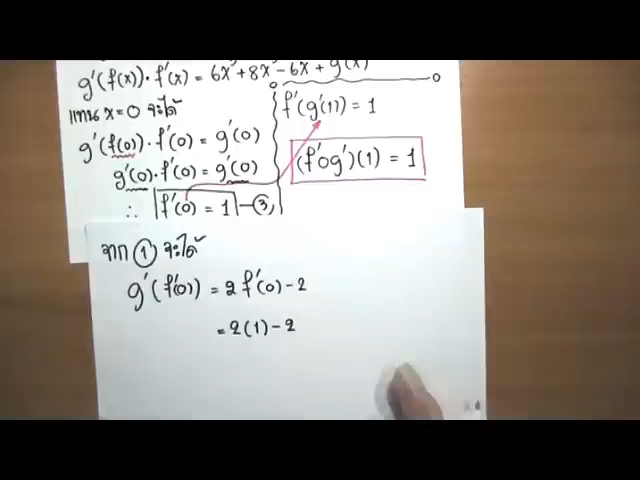 g'(f(x))·f'(x) = 6x³+8x³-6x+g(x)
แทน x=0 จะได้
g'(f(0))·f'(0) = g'(0)
g'(0)·f'(0) = g'(0)
∴ f'(0) = 1 —③
f'(g'(1)) = 1
(f'og')(1) = 1
จาก ① จะได้
g'(f'(0)) = 2f'(0)-2
= 2(1)-2